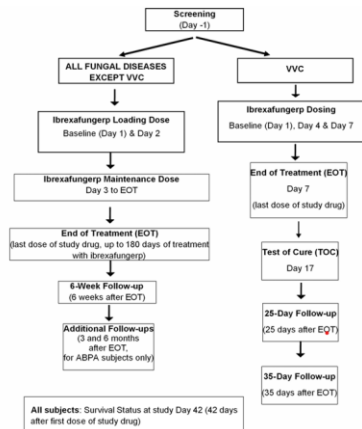 Screening
(Day -1)
ALL FUNGAL DISEASES
EXCEPT VVC
Ibrexafungerp Loading Dose
Baseline (Day 1) & Day 2
Ibrexafungerp Maintenance Dose
Day 3 to EOT
End of Treatment (EOT)
(last dose of study drug, up to 180 days of treatment
with ibrexafungerp)
6-Week Follow-up
(6 weeks after EOT)
Additional Follow-ups
(3 and 6 months
after EOT,
for ABPA subjects only)
VVC
Ibrexafungerp Dosing
Baseline (Day 1), Day 4 & Day 7
End of Treatment (EOT)
Day 7
(last dose of study drug)
Test of Cure (TOC)
Day 17
25-Day Follow-up
(25 days after EOT)
35-Day Follow-up
(35 days after EOT)
All subjects: Survival Status at study Day 42 (42 days
after first dose of study drug)